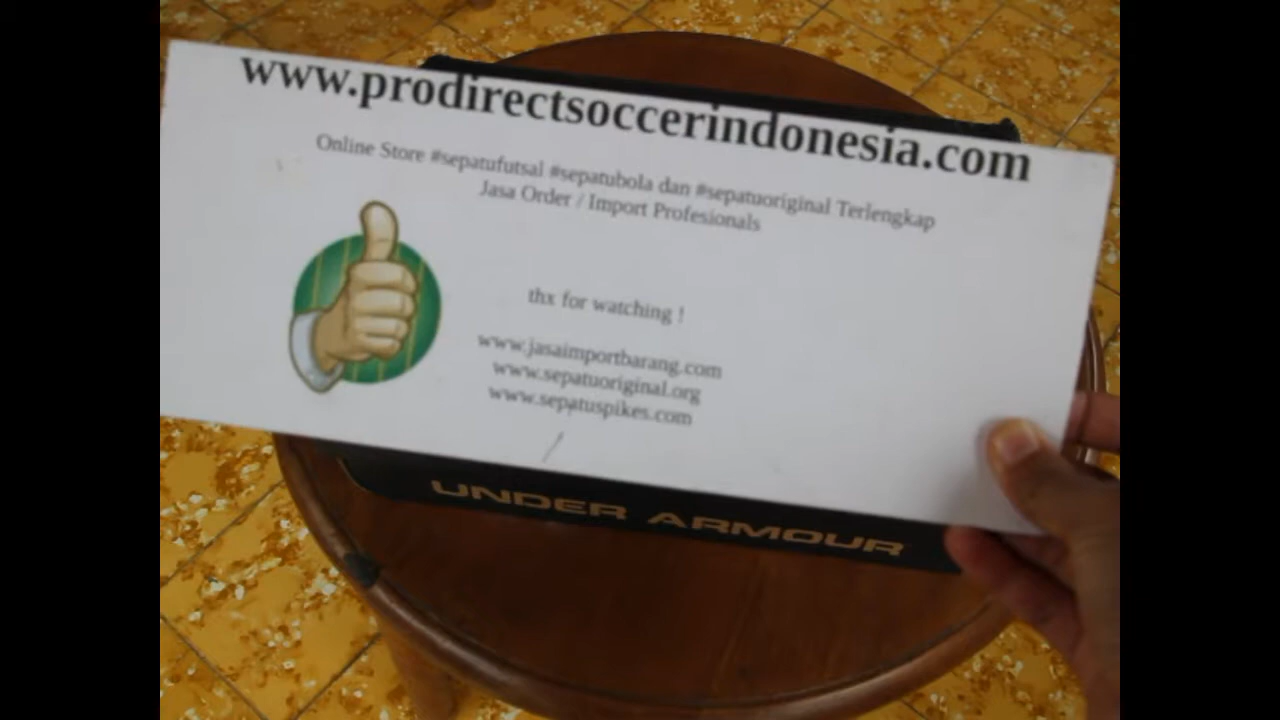 www.prodirectsoccerindonesia.com
Online Store #sepatufutsal #sepatubola dan #sepatuoriginal Terlengkap
Jasa Order / Import Profesionals
thx for watching !
www.jasaimportbarang.com
www.sepatuoriginal.org
www.sepatuspikes.com
UNDER ARMOUR